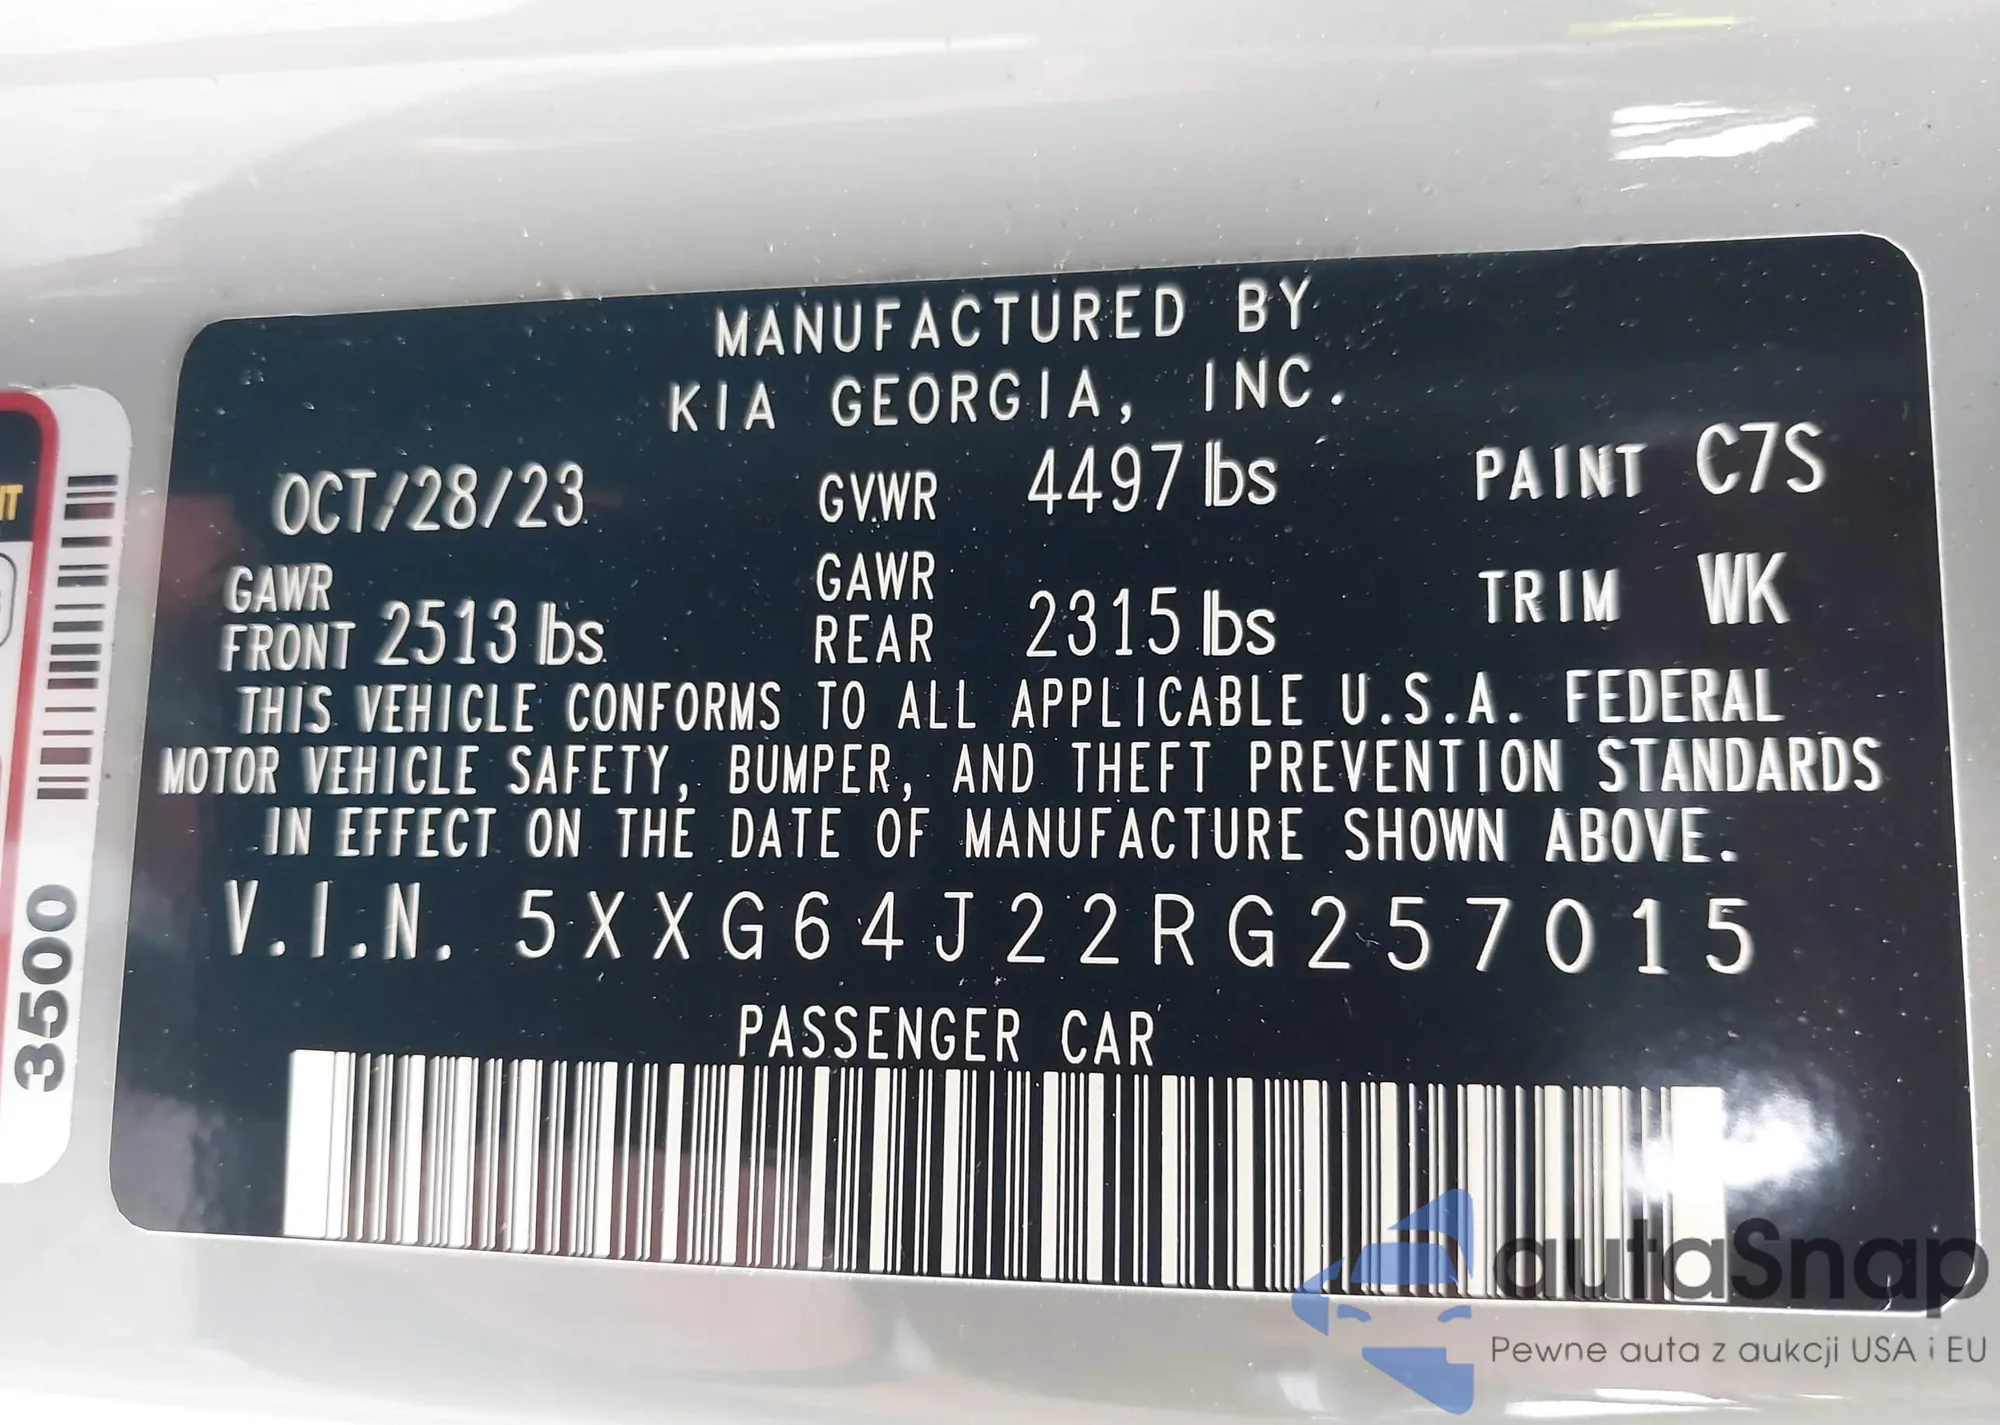 MANUFACTURED BY
KIA GEORGIA, INC.
OCT/28/23 GVWR 4497 lbs PAINT C7S
GAWR FRONT 2513 lbs GAWR REAR 2315 lbs TRIM WK
THIS VEHICLE CONFORMS TO ALL APPLICABLE U.S.A. FEDERAL
MOTOR VEHICLE SAFETY, BUMPER, AND THEFT PREVENTION STANDARDS
IN EFFECT ON THE DATE OF MANUFACTURE SHOWN ABOVE.
V.I.N. 5XXG64J22RG257015
PASSENGER CAR
3500
autaSnap
Pewne auta z aukcji USA i EU